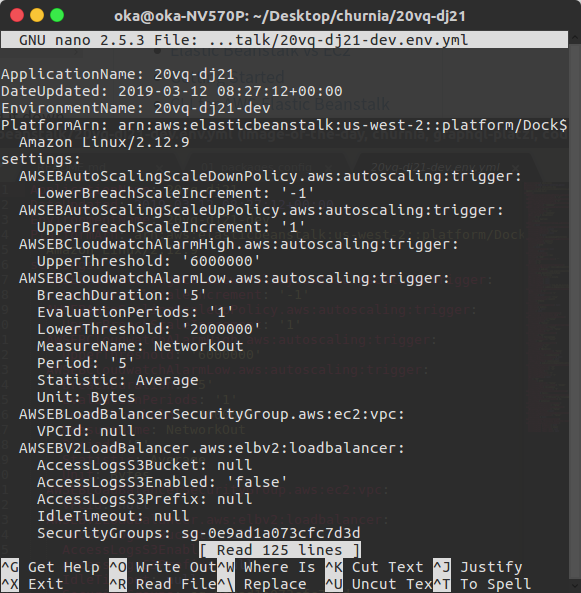 oka@oka-NV570P: ~/Desktop/churnia/20vq-dj21
GNU nano 2.5.3 File: ...talk/20vq-dj21-dev.env.yml
ApplicationName: 20vq-dj21
DateUpdated: 2019-03-12 08:27:12+00:00
EnvironmentName: 20vq-dj21-dev
PlatformArn: arn:aws:elasticbeanstalk:us-west-2::platform/Dock$
  Amazon Linux/2.12.9
settings:
  AWSEBAutoScalingScaleDownPolicy.aws:autoscaling:trigger:
    LowerBreachScaleIncrement: '-1'
  AWSEBAutoScalingScaleUpPolicy.aws:autoscaling:trigger:
    UpperBreachScaleIncrement: '1'
  AWSEBCloudwatchAlarmHigh.aws:autoscaling:trigger:
    UpperThreshold: '6000000'
  AWSEBCloudwatchAlarmLow.aws:autoscaling:trigger:
    BreachDuration: '5'
    EvaluationPeriods: '1'
    LowerThreshold: '2000000'
    MeasureName: NetworkOut
    Period: '5'
    Statistic: Average
    Unit: Bytes
  AWSEBLoadBalancerSecurityGroup.aws:ec2:vpc:
    VPCId: null
  AWSEBV2LoadBalancer.aws:elbv2:loadbalancer:
    AccessLogsS3Bucket: null
    AccessLogsS3Enabled: 'false'
    AccessLogsS3Prefix: null
    IdleTimeout: null
    SecurityGroups: sg-0e9ad1a073cfc7d3d
[ Read 125 lines ]
^G Get Help ^O Write Out ^W Where Is ^K Cut Text ^J Justify
^X Exit ^R Read File ^\ Replace ^U Uncut Tex ^T To Spell